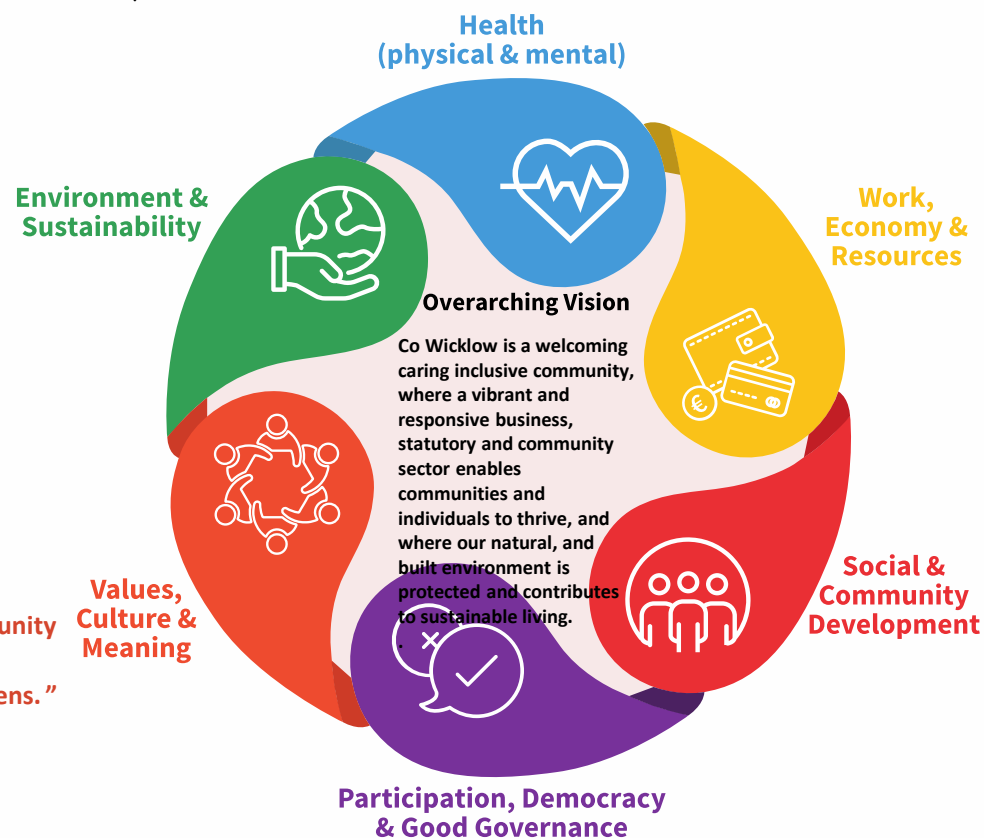 Health
(physical & mental)
Environment &
Sustainability
Work,
Economy &
Resources
Overarching Vision
Co Wicklow is a welcoming
caring inclusive community,
where a vibrant and
responsive business,
statutory and community
sector enables
communities and
individuals to thrive, and
where our natural, and
built environment is
protected and contributes
to sustainable living.
.
€
Social &
Community
Development
Values,
Culture &
Meaning
unity
ens. ”
Participation, Democracy
& Good Governance